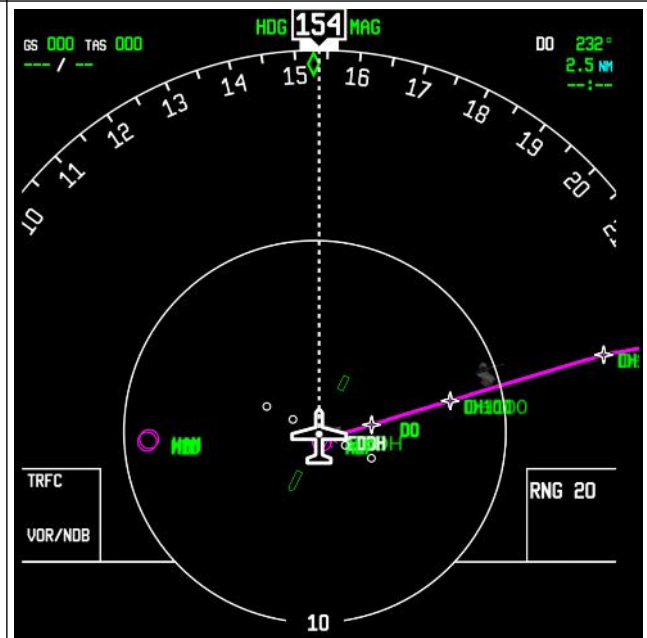 HDG 154 MAG
GS 000 TAS 000
--- / --
DO 232°
2.5 NM
--:--
10 11 12 13 14 15 16 17 18 19 20
DO
TRFC
VOR/NDB
RNG 20
10